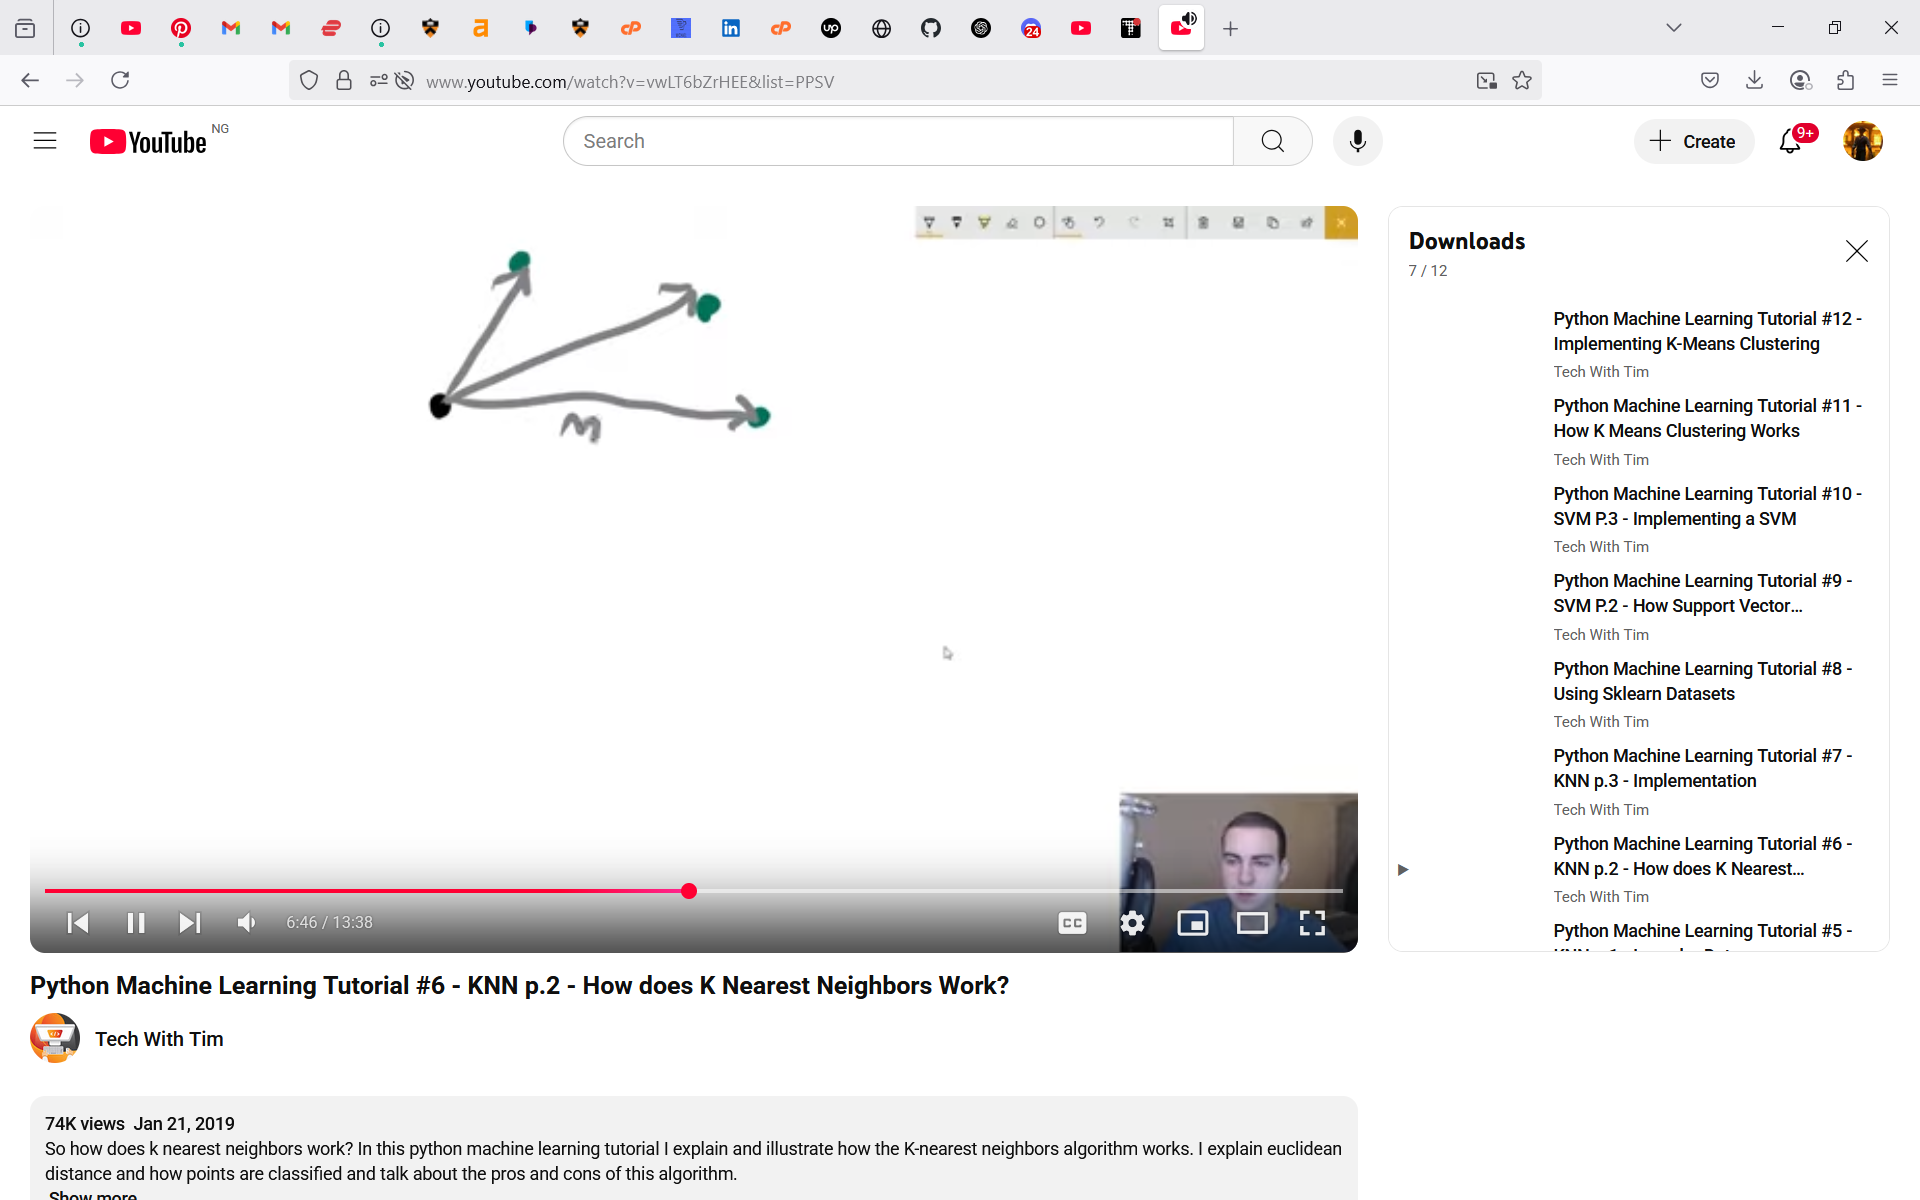 24
www.youtube.com/watch?v=vwLT6bZrHEE&list=PPSV
YouTube NG
Search
Create
9+
M
6:46 / 13:38
CC
Python Machine Learning Tutorial #6 - KNN p.2 - How does K Nearest Neighbors Work?
Tech With Tim
74K views Jan 21, 2019
So how does k nearest neighbors work? In this python machine learning tutorial I explain and illustrate how the K-nearest neighbors algorithm works. I explain euclidean
distance and how points are classified and talk about the pros and cons of this algorithm.
Show more
Downloads
7 / 12
Python Machine Learning Tutorial #12 -
Implementing K-Means Clustering
Tech With Tim
Python Machine Learning Tutorial #11 -
How K Means Clustering Works
Tech With Tim
Python Machine Learning Tutorial #10 -
SVM P.3 - Implementing a SVM
Tech With Tim
Python Machine Learning Tutorial #9 -
SVM P.2 - How Support Vector...
Tech With Tim
Python Machine Learning Tutorial #8 -
Using Sklearn Datasets
Tech With Tim
Python Machine Learning Tutorial #7 -
KNN p.3 - Implementation
Tech With Tim
Python Machine Learning Tutorial #6 -
KNN p.2 - How does K Nearest...
Tech With Tim
Python Machine Learning Tutorial #5 -